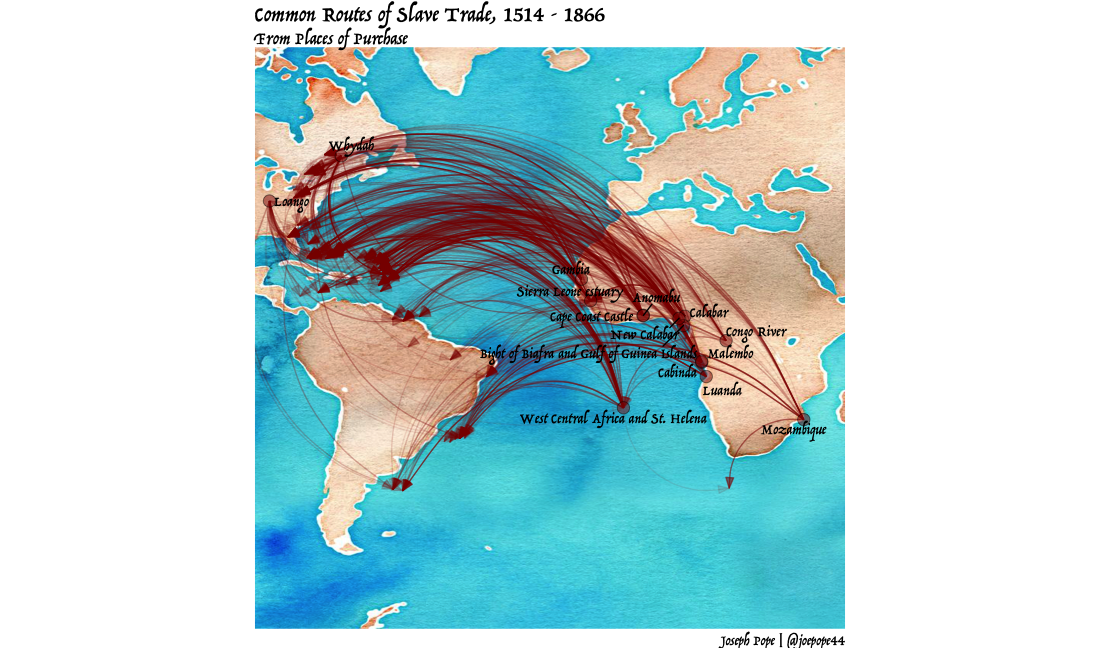 Common Routes of Slave Trade, 1514 - 1866
From Places of Purchase
Whydah
Loango
Gambia
Sierra Leone estuary
Anomabu
Cape Coast Castle
Calabar
New Calabar
Congo River
Bight of Biafra and Gulf of Guinea Islands
Malembo
Cabinda
Luanda
West Central Africa and St. Helena
Mozambique
Joseph Pope | @joepope44